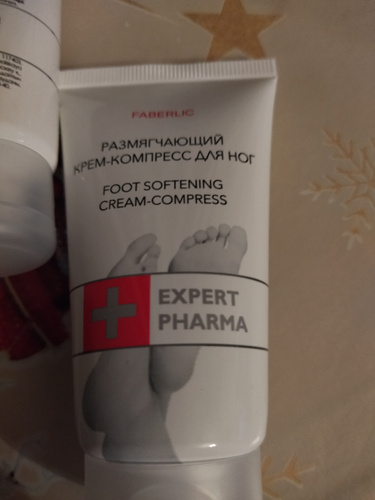 FABERLIC
РАЗМЯГЧАЮЩИЙ
КРЕМ-КОМПРЕСС ДЛЯ НОГ
FOOT SOFTENING
CREAM-COMPRESS
EXPERT
PHARMA